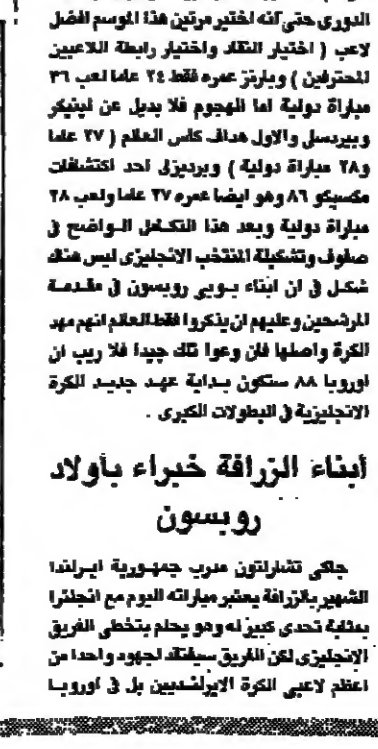 الدورى حتى انه اختير مرتين هذا الموسم افضل
لاعب ( اختيار النقاد واختيار رابطة اللاعبين
المحترفين ) وبارنز عمره فقط ٢٤ عاما لعب ٣٦
مباراة دولية اما الهجوم فلا بديل عن لينيكر
وبيردسلى والاول هداف كأس العالم ( ٢٧ عاما
و٢٨ مباراة دولية ) وبردزلى احد اكتشافات
مكسيكو ٨٦ وهو ايضا عمره ٢٧ عاما ولعب ٢٨
مباراة دولية وبعد هذا التكامل الواضح فى
صفوف وتشكيلة المنتخب الانجليزى ليس هناك
شكل فى ان ابناء بوبى روبسون فى مقدمة
المرشحين وعليهم ان يذكروا فقط العالم انهم مهد
الكرة واصلها فان وعوا ذلك جيدا فلا ريب ان
اوروبا ٨٨ ستكون بداية عهد جديد للكرة
الانجليزية فى البطولات الكبرى .
أبناء الزرافة خبراء بأولاد
روبسون
جاكى تشارلتون مدرب جمهورية ايرلندا
الشهير بالزرافة يعتبر مباراته اليوم مع انجلترا
بمثابة تحدى كبير له وهو يحلم بتخطى الفريق
الإنجليزى لكن الفريق سيفتقد لجهود واحدا من
اعظم لاعبى الكرة الايرلنديين بل فى اوروبا